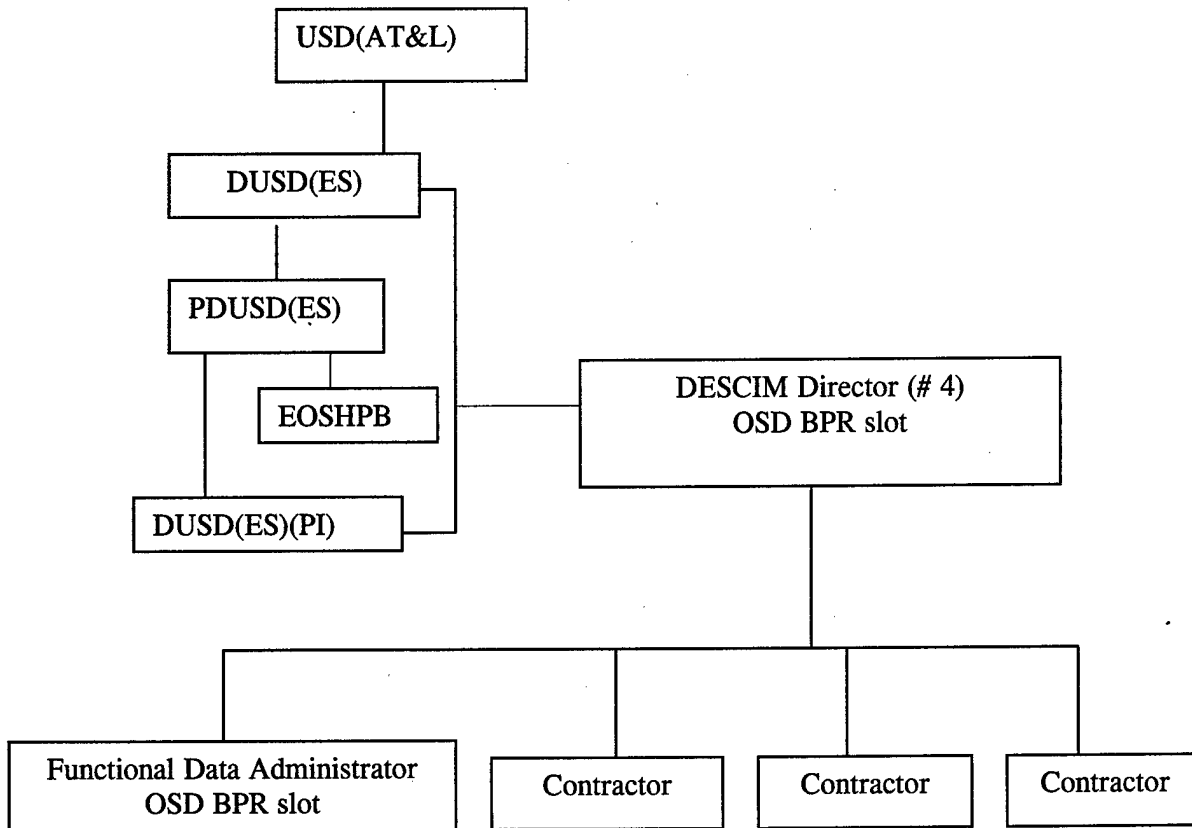 USD(AT&L)
DUSD(ES)
PDUSD(ES)
EOSHPB
DUSD(ES)(PI)
DESCIM Director (# 4)
OSD BPR slot
Functional Data Administrator
OSD BPR slot
Contractor
Contractor
Contractor